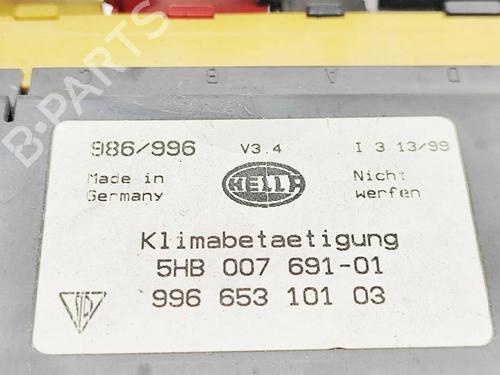 B-PARTS
D A B C
986/996 V3.4 I 3 13/99
Made in Germany
HELLA
Nicht werfen
Klimabetaetigung
5HB 007 691-01
996 653 101 03